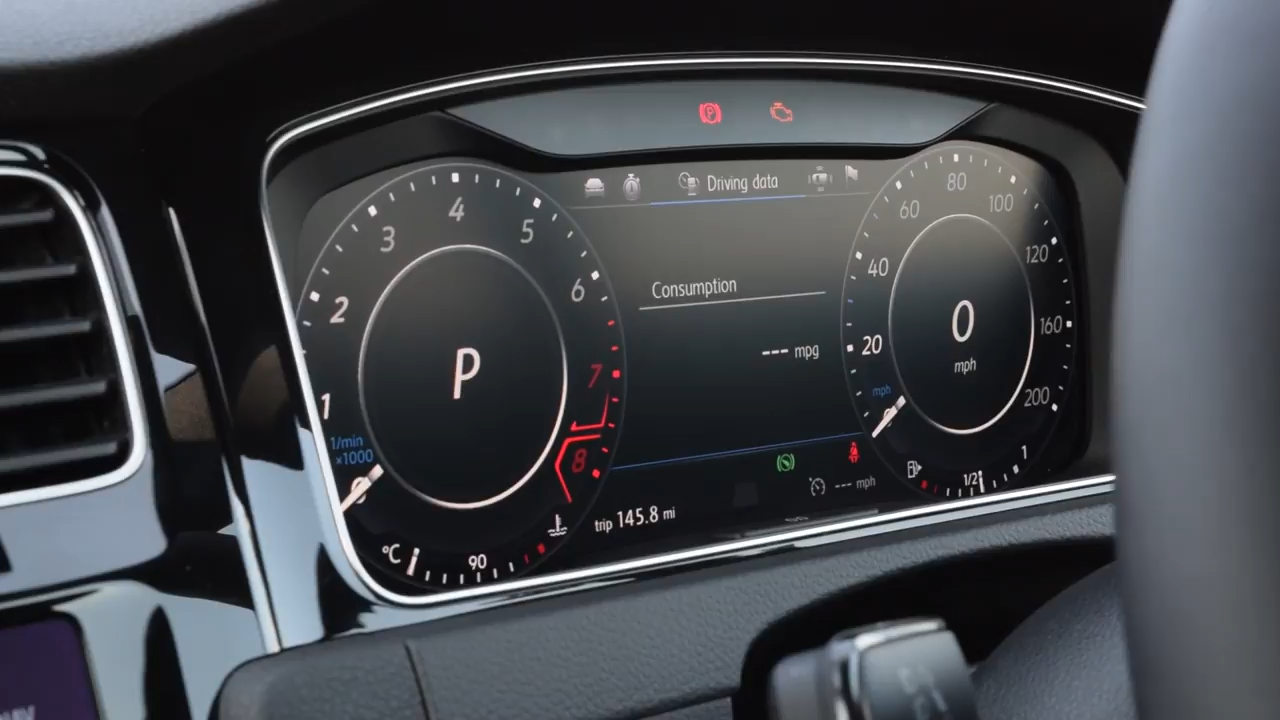 P
Driving data
1
2
3
4
5
6
7
8
1/min
×1000
P
Consumption
--- mpg
20
40
60
80
100
120
160
200
mph
0
mph
--- mph
trip 145.8 mi
°C
90
1/2
1